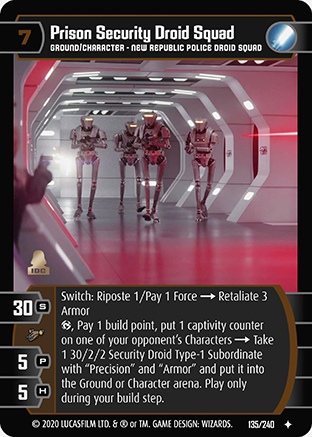 7
Prison Security Droid Squad
GROUND/CHARACTER - NEW REPUBLIC POLICE DROID SQUAD
IDC
30 S
5 P
5 H
Switch: Riposte 1/Pay 1 Force → Retaliate 3
Armor
, Pay 1 build point, put 1 captivity counter
on one of your opponent's Characters → Take
1 30/2/2 Security Droid Type-1 Subordinate
with "Precision" and "Armor" and put it into
the Ground or Character arena. Play only
during your build step.
© 2020 LUCASFILM LTD. & ® or TM. GAME DESIGN: WIZARDS.
135/240